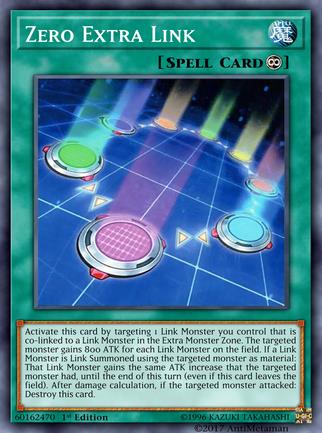 Zero Extra Link
[Spell Card]
Activate this card by targeting 1 Link Monster you control that is
co-linked to a Link Monster in the Extra Monster Zone. The targeted
monster gains 800 ATK for each Link Monster on the field. If a Link
Monster is Link Summoned using the targeted monster as material:
That Link Monster gains the same ATK increase that the targeted
monster had, until the end of this turn (even if this card leaves the
field). After damage calculation, if the targeted monster attacked:
Destroy this card.
60162470 1st Edition ©1996 KAZUKI TAKAHASHI
©2017 AntiMetaman